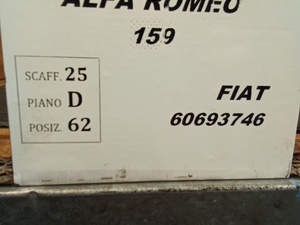 ALFA ROMEO
159
SCAFF. 25
PIANO D
POSIZ. 62
FIAT
60693746